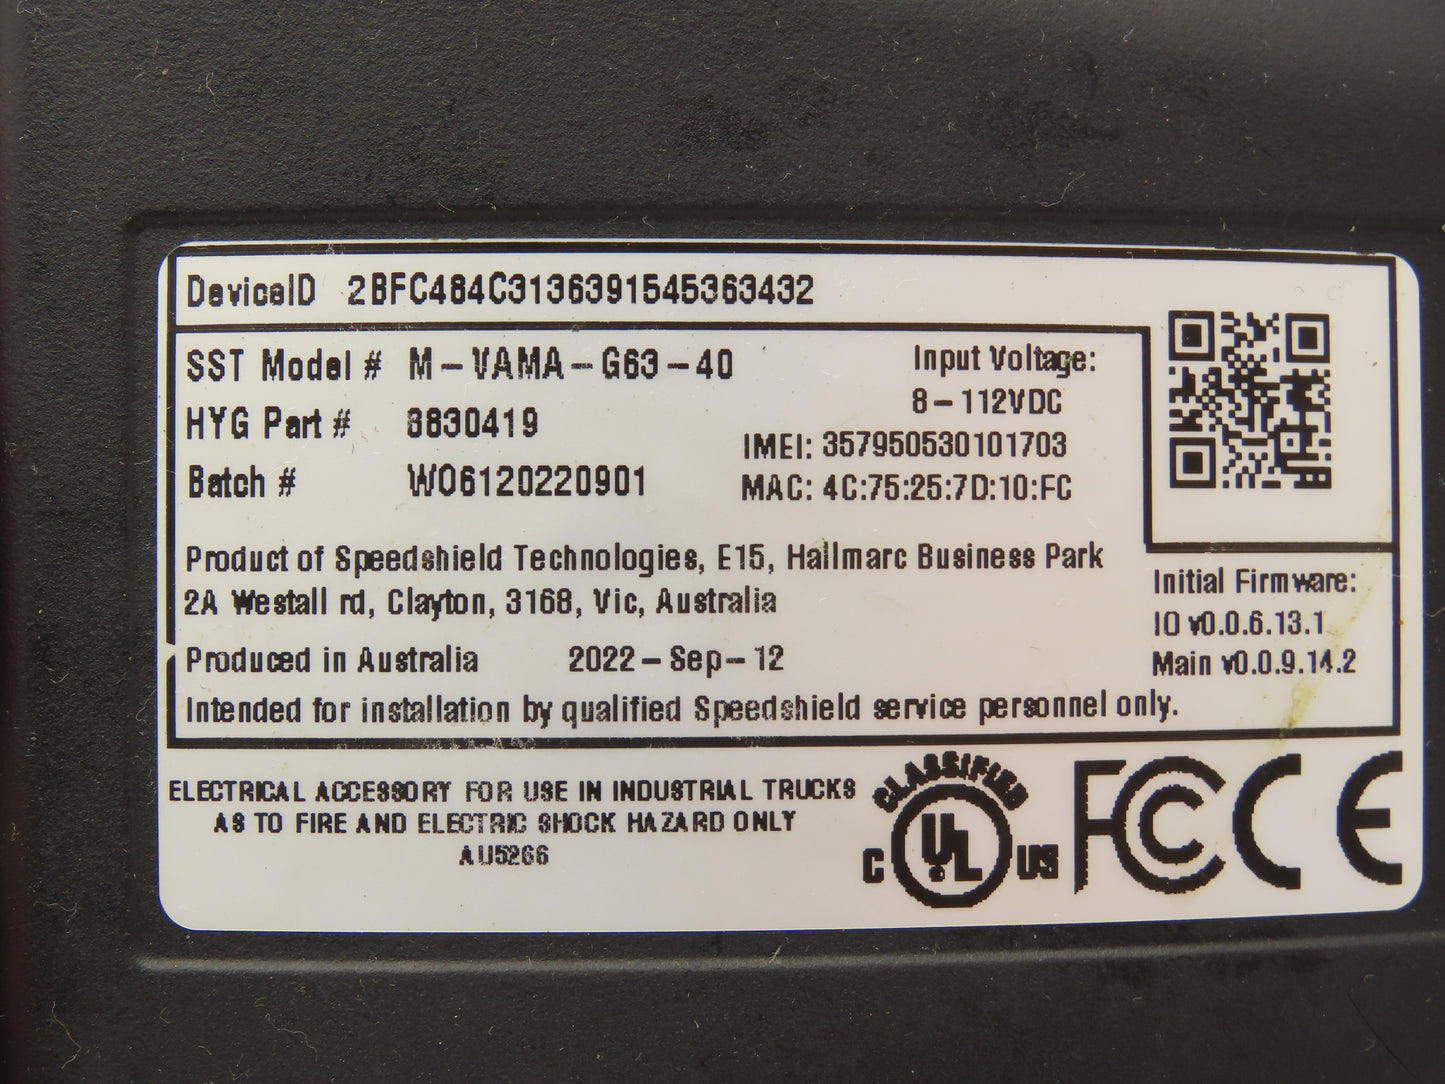 DeviceID 2BFC484C3136391545363432
SST Model # M-VAMA-G63-40
HYG Part # 8830419
Batch # W06120220901
Input Voltage:
8-112VDC
IMEI: 357950530101703
MAC: 4C:75:25:7D:10:FC
Product of Speedshield Technologies, E15, Hallmarc Business Park
2A Westall rd, Clayton, 3168, Vic, Australia
Produced in Australia 2022-Sep-12
Intended for installation by qualified Speedshield service personnel only.
Initial Firmware:
IO v0.0.6.13.1
Main v0.0.9.14.2
ELECTRICAL ACCESSORY FOR USE IN INDUSTRIAL TRUCKS
AS TO FIRE AND ELECTRIC SHOCK HAZARD ONLY
AU5266
CLASSIFIED
C UL US
FC CE